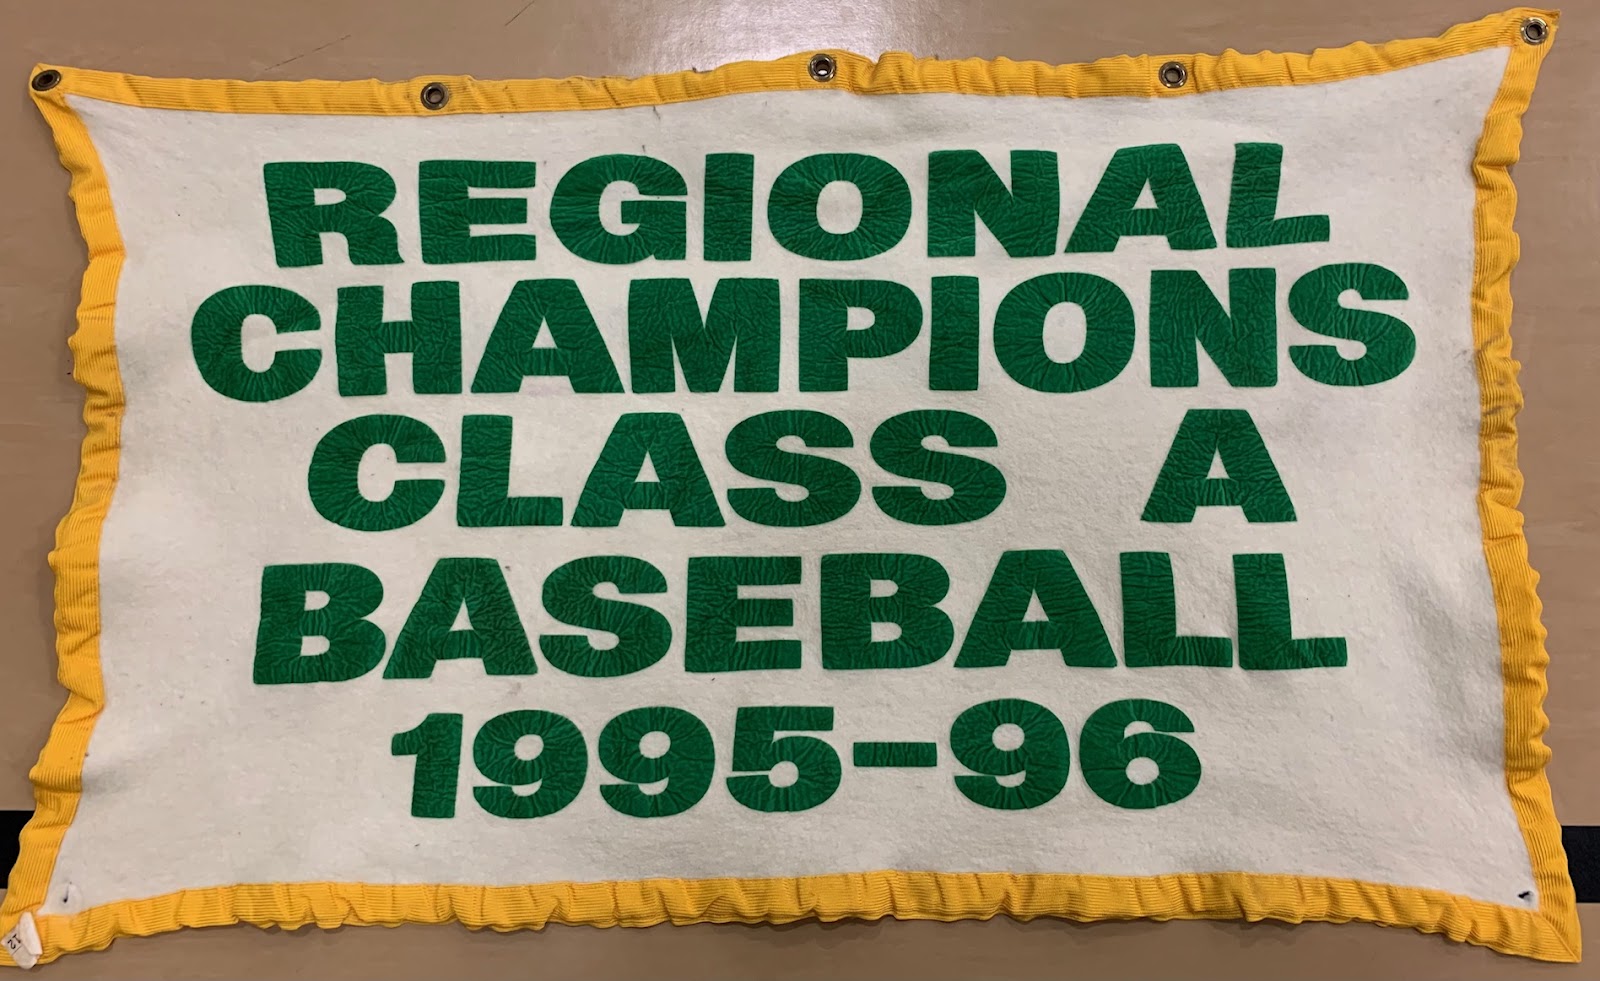 REGIONAL
CHAMPIONS
CLASS A
BASEBALL
1995-96